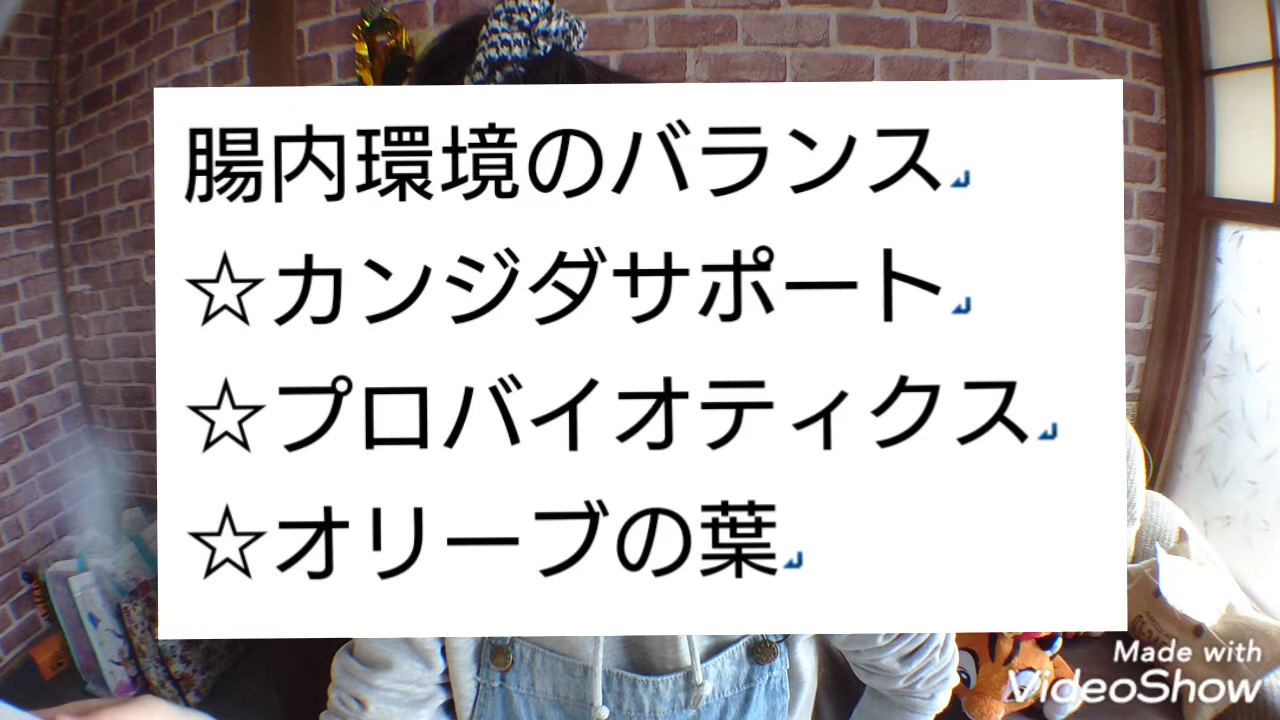 腸内環境のバランス
☆カンジダサポート
☆プロバイオティクス
☆オリーブの葉
Made with
VideoShow